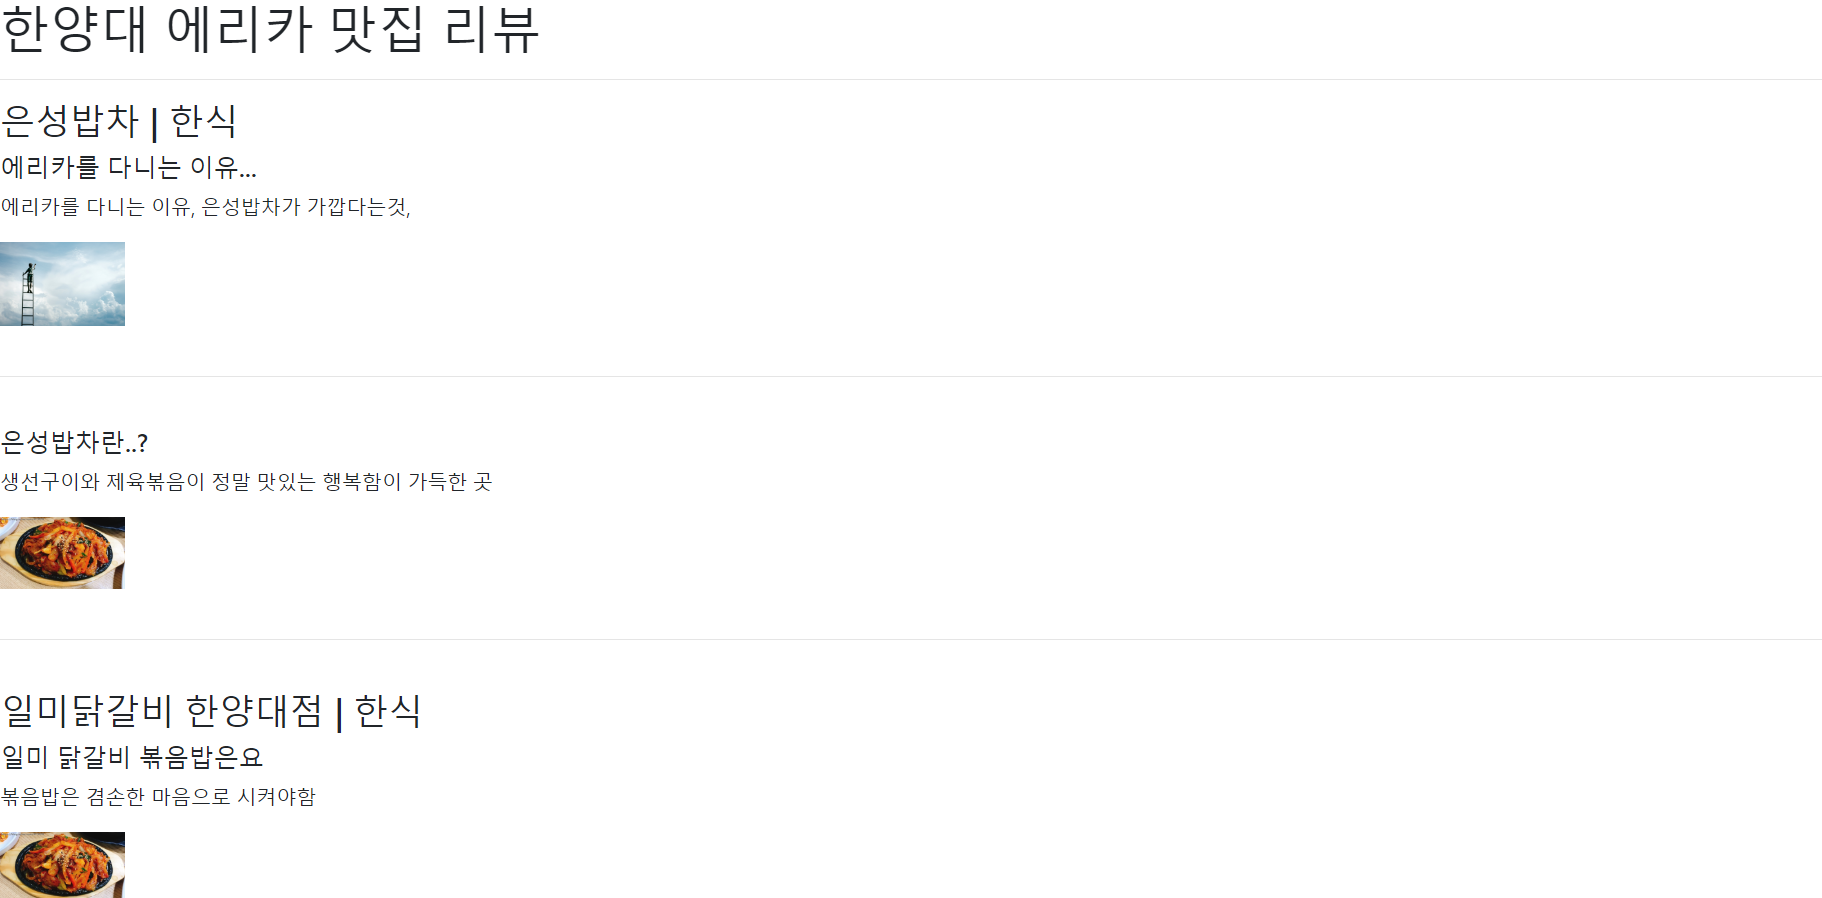 한양대 에리카 맛집 리뷰
은성밥차 | 한식
에리카를 다니는 이유...
에리카를 다니는 이유, 은성밥차가 가깝다는것,
은성밥차란..?
생선구이와 제육볶음이 정말 맛있는 행복함이 가득한 곳
일미닭갈비 한양대점 | 한식
일미 닭갈비 볶음밥은요
볶음밥은 겸손한 마음으로 시켜야함